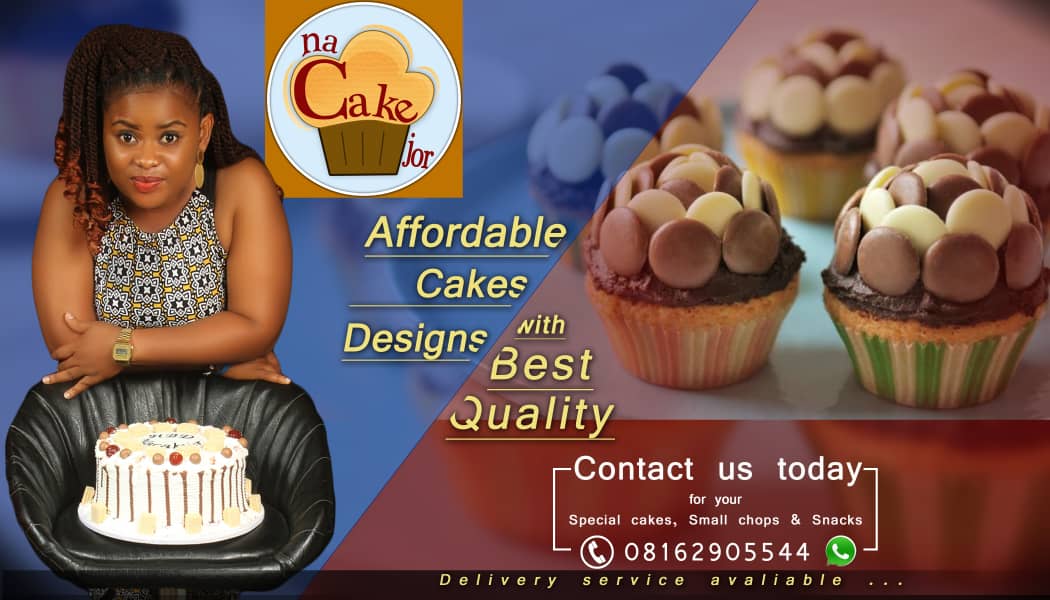 na
Cake
jor
Affordable
Cakes
Designs with
Best
Quality
Contact us today
for your
Special cakes, Small chops & Snacks
08162905544
Delivery service avaliable ...